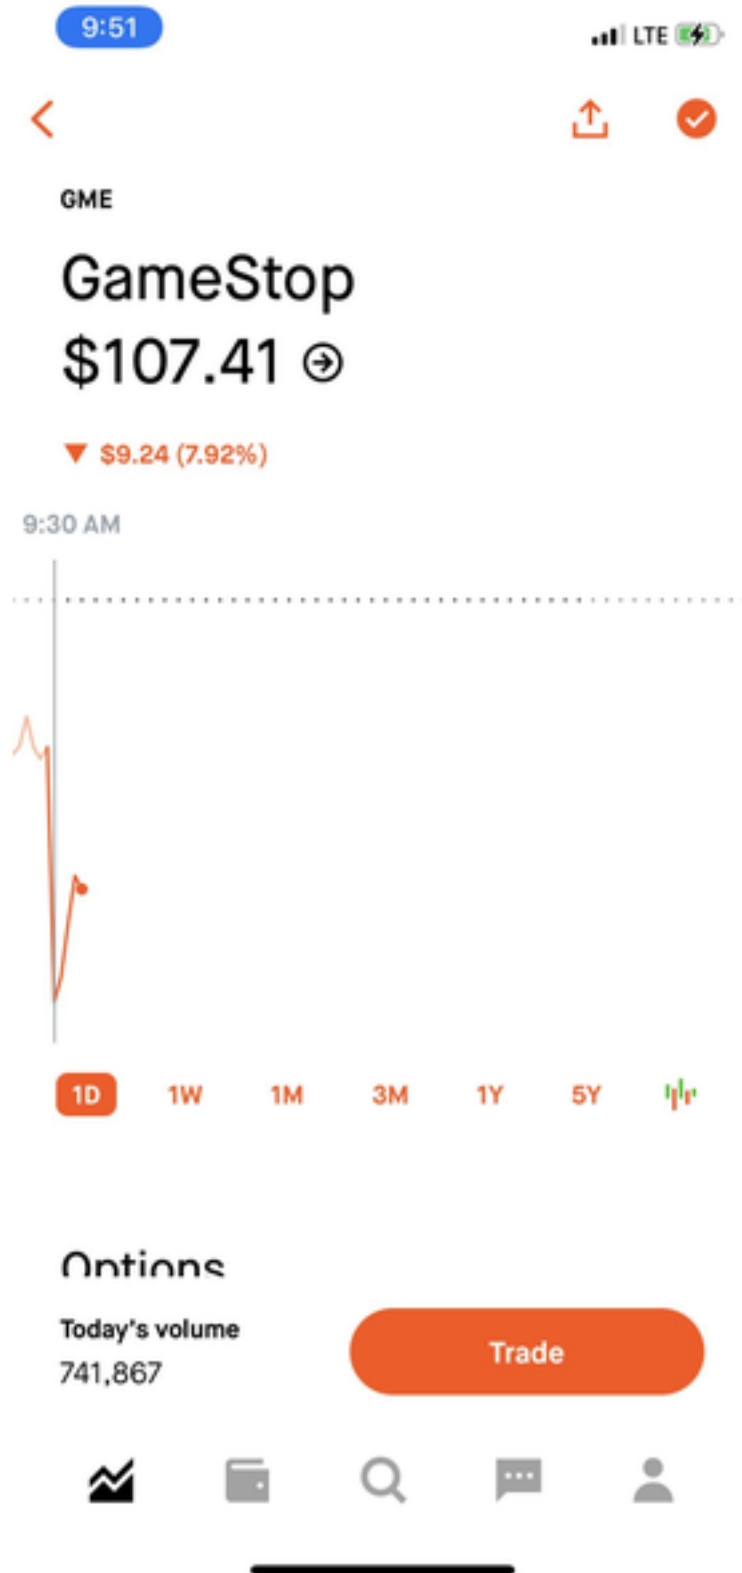 9:51 LTE
GME
GameStop
$107.41
▼ $9.24 (7.92%)
9:30 AM
1D 1W 1M 3M 1Y 5Y
Options
Today's volume
741,867
Trade